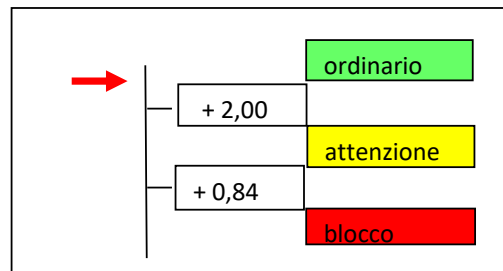 ordinario
+ 2,00
attenzione
+ 0,84
blocco